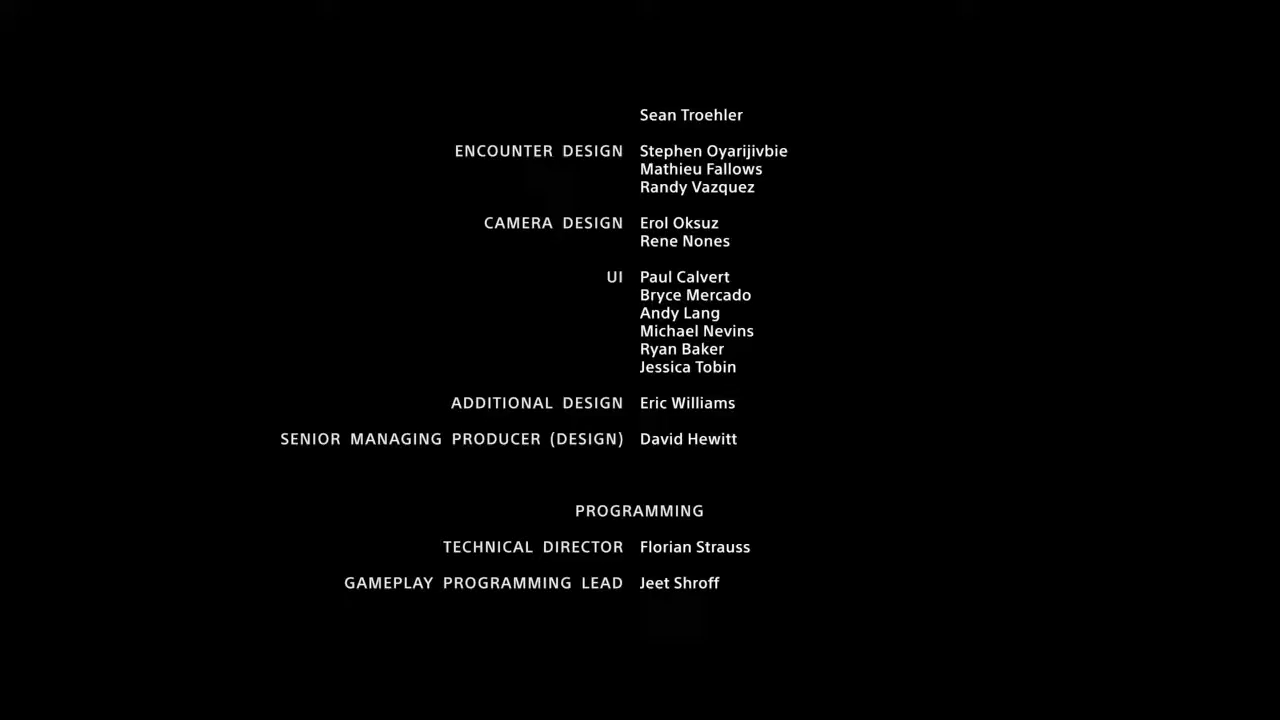 Sean Troehler
ENCOUNTER DESIGN Stephen Oyarijivbie
Mathieu Fallows
Randy Vazquez
CAMERA DESIGN Erol Oksuz
Rene Nones
UI Paul Calvert
Bryce Mercado
Andy Lang
Michael Nevins
Ryan Baker
Jessica Tobin
ADDITIONAL DESIGN Eric Williams
SENIOR MANAGING PRODUCER (DESIGN) David Hewitt
PROGRAMMING
TECHNICAL DIRECTOR Florian Strauss
GAMEPLAY PROGRAMMING LEAD Jeet Shroff